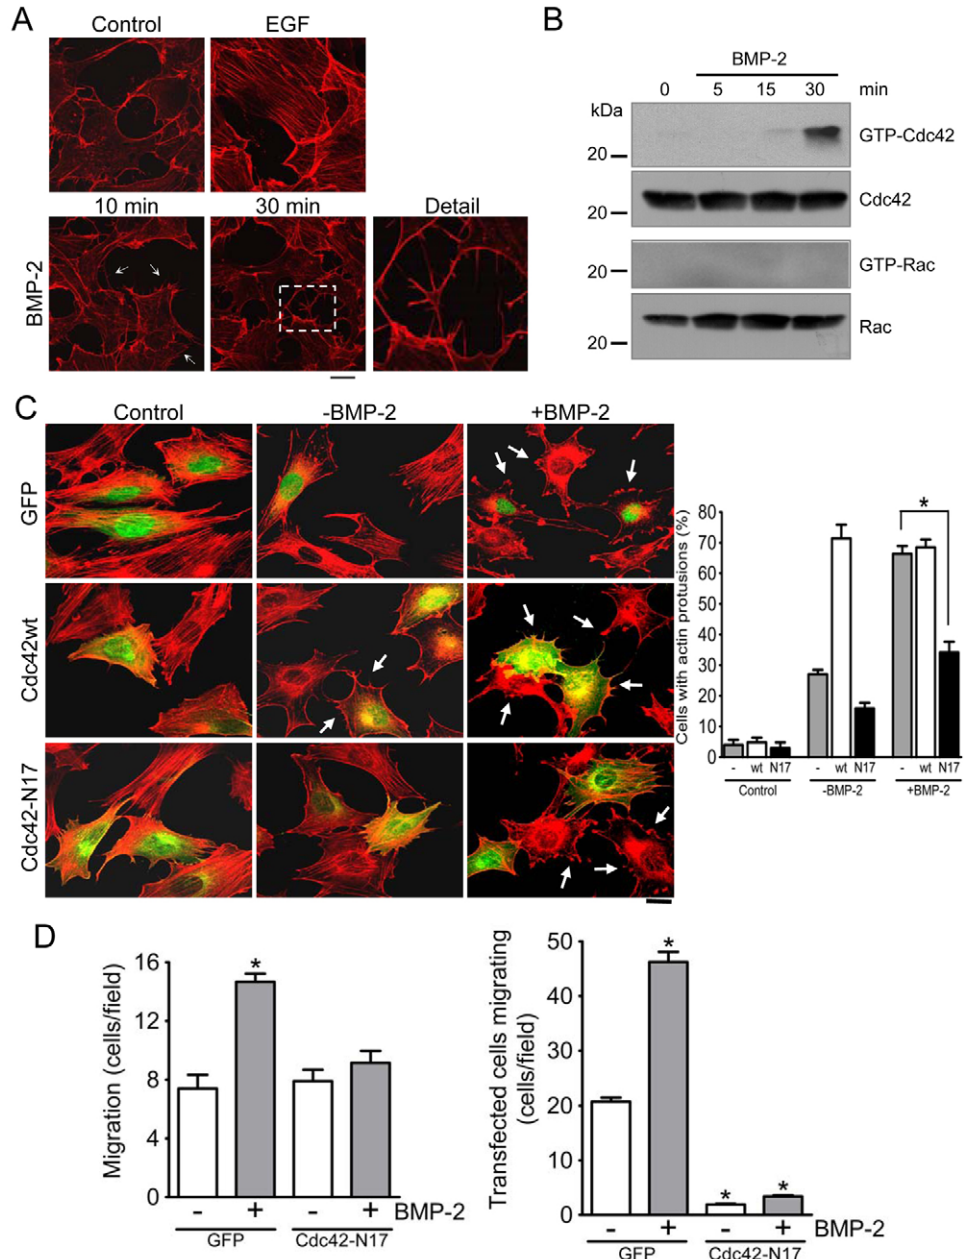 A
Control EGF
10 min 30 min Detail
BMP-2
B
BMP-2
0 5 15 30 min
kDa
GTP-Cdc42
20
Cdc42
20
GTP-Rac
20
Rac
20
C
Control -BMP-2 +BMP-2
GFP
Cdc42wt
Cdc42-N17
Cells with actin protusions (%)
80
70
60
50
40
30
20
10
0
*
- wt N17 - wt N17 - wt N17
Control -BMP-2 +BMP-2
D
Migration (cells/field)
16
12
8
4
0
*
- + - + BMP-2
GFP Cdc42-N17
Transfected cells migrating
(cells/field)
50
40
30
20
10
0
*
* *
- + - + BMP-2
GFP Cdc42-N17